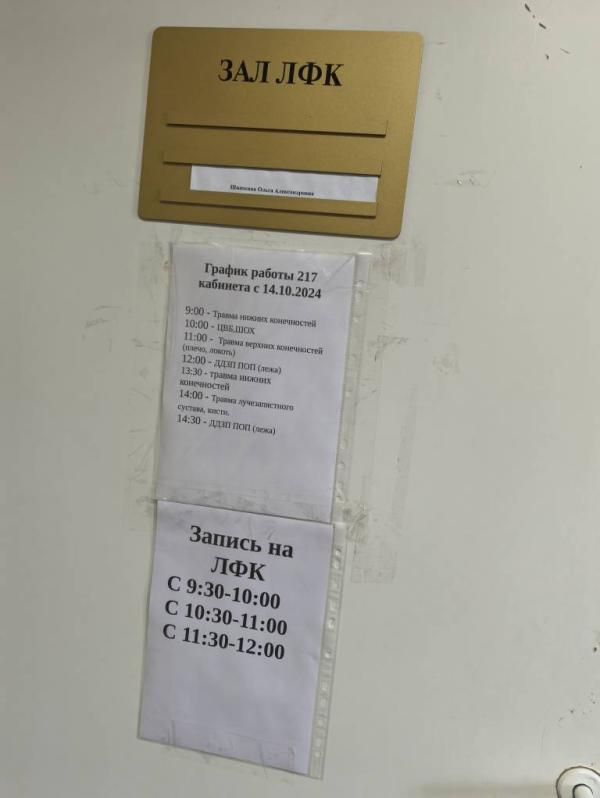 ЗАЛ ЛФК
Ольга Александровна
График работы 217
кабинета с 14.10.2024
9:00 - Травма нижних конечностей
10:00 - ЦВБ,ШОХ
11:00 - Травма верхних конечностей
(плечо, локоть)
12:00 - ДДЗП ПОП (лежа)
13:30 - травма нижних
конечностей
14:00 - Травма лучезапястного
сустава, кисти.
14:30 - ДДЗП ПОП (лежа)
Запись на
ЛФК
С 9:30-10:00
С 10:30-11:00
С 11:30-12:00